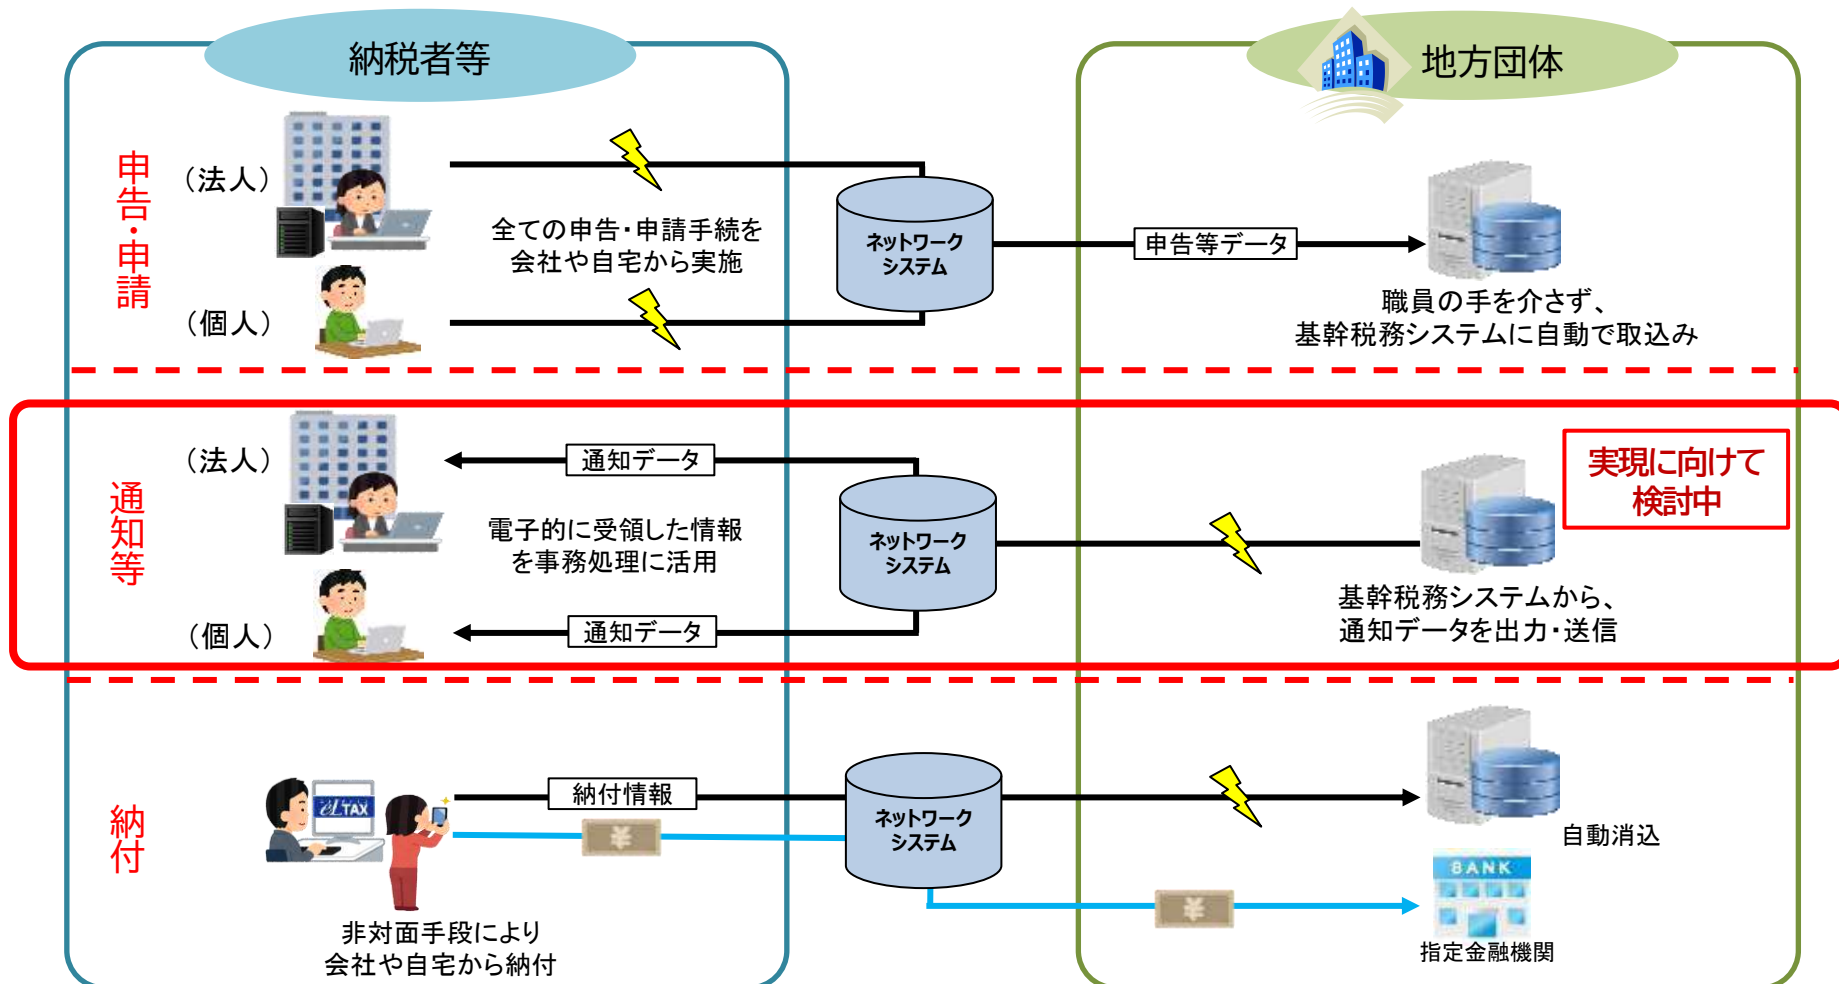 納税者等
地方団体
申告・申請
（法人）
全ての申告・申請手続を
会社や自宅から実施
（個人）
ネットワーク
システム
申告等データ
職員の手を介さず、
基幹税務システムに自動で取込み
通知等
（法人）
通知データ
電子的に受領した情報
を事務処理に活用
（個人）
通知データ
ネットワーク
システム
実現に向けて
検討中
基幹税務システムから、
通知データを出力・送信
納付
eLTAX
納付情報
¥
非対面手段により
会社や自宅から納付
ネットワーク
システム
自動消込
¥
BANK
指定金融機関